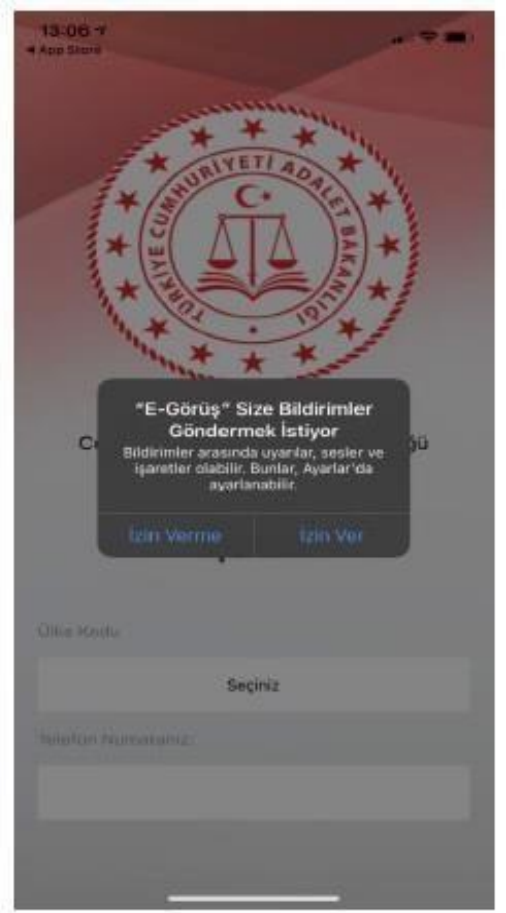 13:06
◀ App Store
TÜRKİYE CUMHURİYETİ ADALET BAKANLIĞI
"E-Görüş" Size Bildirimler
Göndermek İstiyor
Bildirimler arasında uyarılar, sesler ve
işaretler olabilir. Bunlar, Ayarlar'da
ayarlanabilir.
İzin Verme
İzin Ver
Ülke Kodu
Seçiniz
Telefon Numaranız: